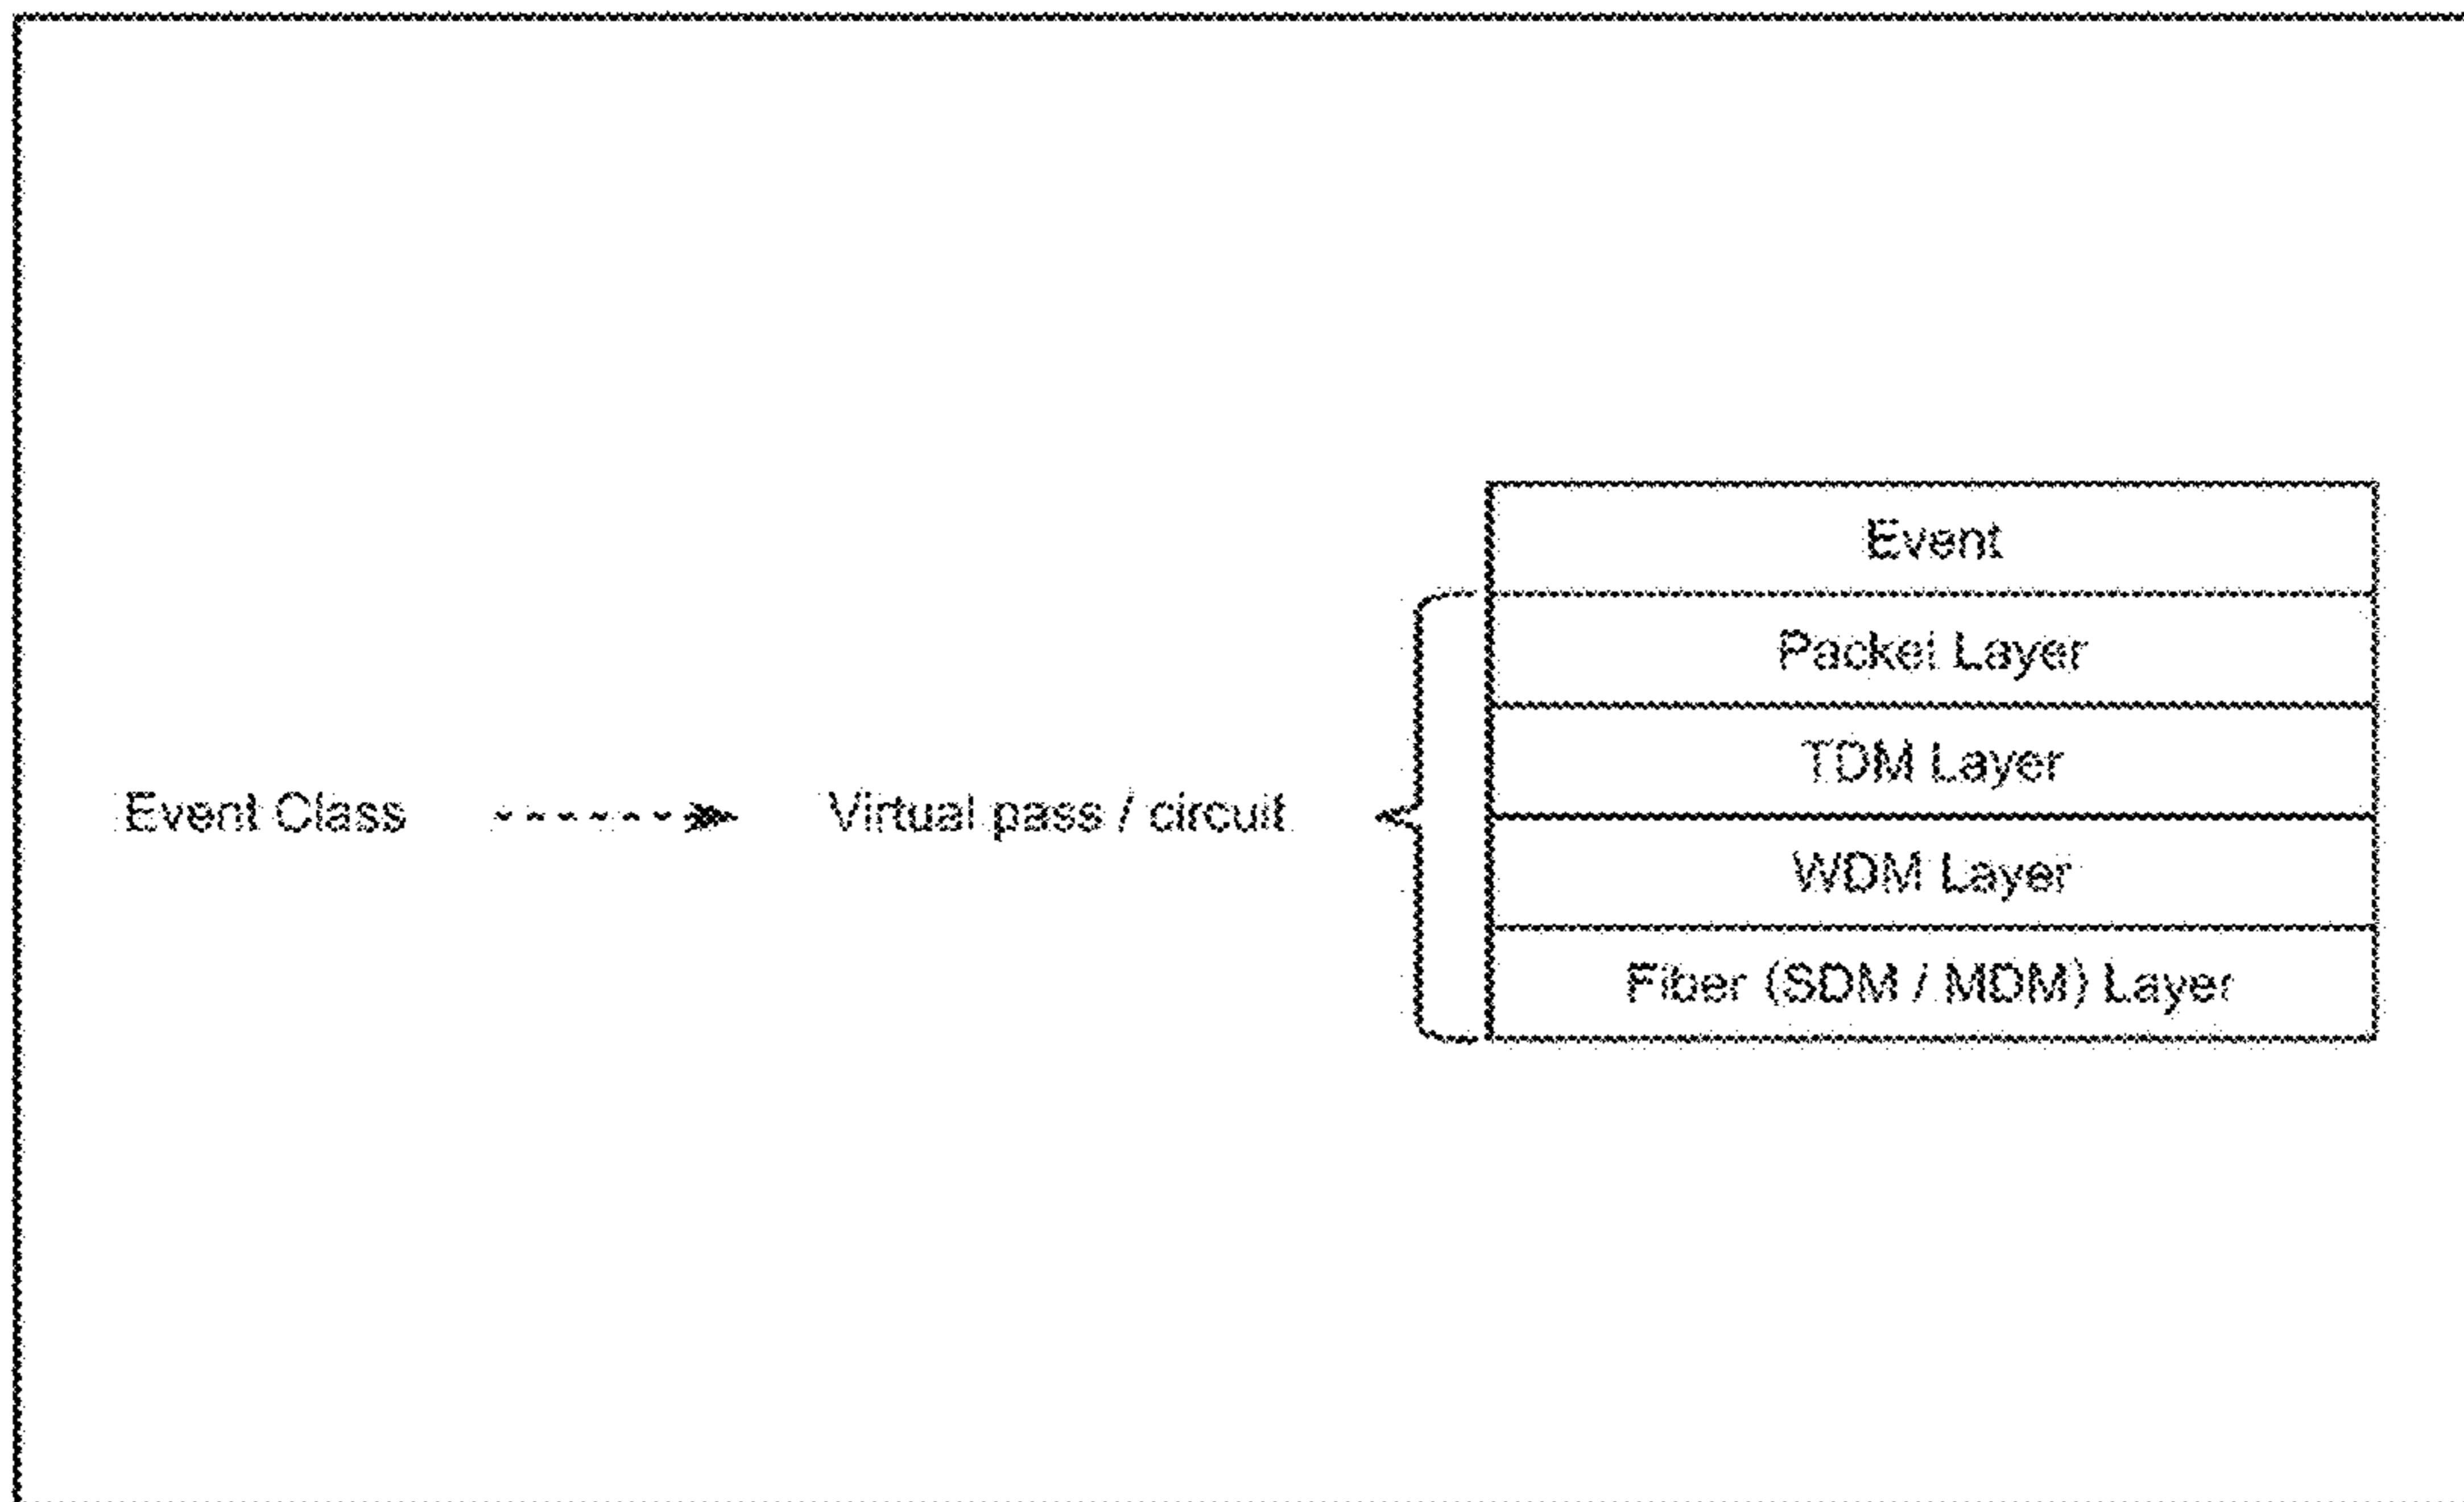 Event
Packet Layer
TDM Layer
Event Class
Virtual pass / circuit
WDM Layer
Fiber (SDM / MDM) Layer